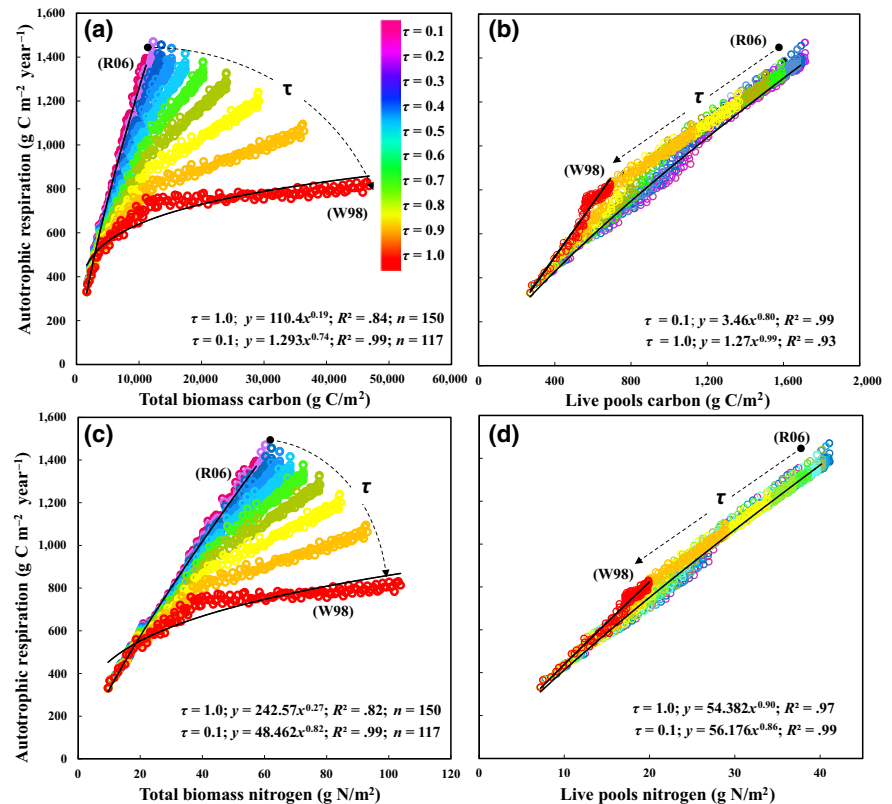 (a)
Autotrophic respiration (g C m⁻² year⁻¹)
1,600
1,400
1,200
1,000
800
600
400
200
0
(R06)
τ
(W98)
τ = 0.1
τ = 0.2
τ = 0.3
τ = 0.4
τ = 0.5
τ = 0.6
τ = 0.7
τ = 0.8
τ = 0.9
τ = 1.0
τ = 1.0; y = 110.4x^0.19; R² = .84; n = 150
τ = 0.1; y = 1.293x^0.74; R² = .99; n = 117
0 10,000 20,000 30,000 40,000 50,000 60,000
Total biomass carbon (g C/m²)
(b)
(R06)
τ
(W98)
τ = 0.1; y = 3.46x^0.80; R² = .99
τ = 1.0; y = 1.27x^0.99; R² = .93
0 400 800 1,200 1,600 2,000
Live pools carbon (g C/m²)
(c)
Autotrophic respiration (g C m⁻² year⁻¹)
1,600
1,400
1,200
1,000
800
600
400
200
0
(R06)
τ
(W98)
τ = 1.0; y = 242.57x^0.27; R² = .82; n = 150
τ = 0.1; y = 48.462x^0.82; R² = .99; n = 117
0 20 40 60 80 100 120
Total biomass nitrogen (g N/m²)
(d)
(R06)
τ
(W98)
τ = 1.0; y = 54.382x^0.90; R² = .97
τ = 0.1; y = 56.176x^0.86; R² = .99
0 10 20 30 40
Live pools nitrogen (g N/m²)